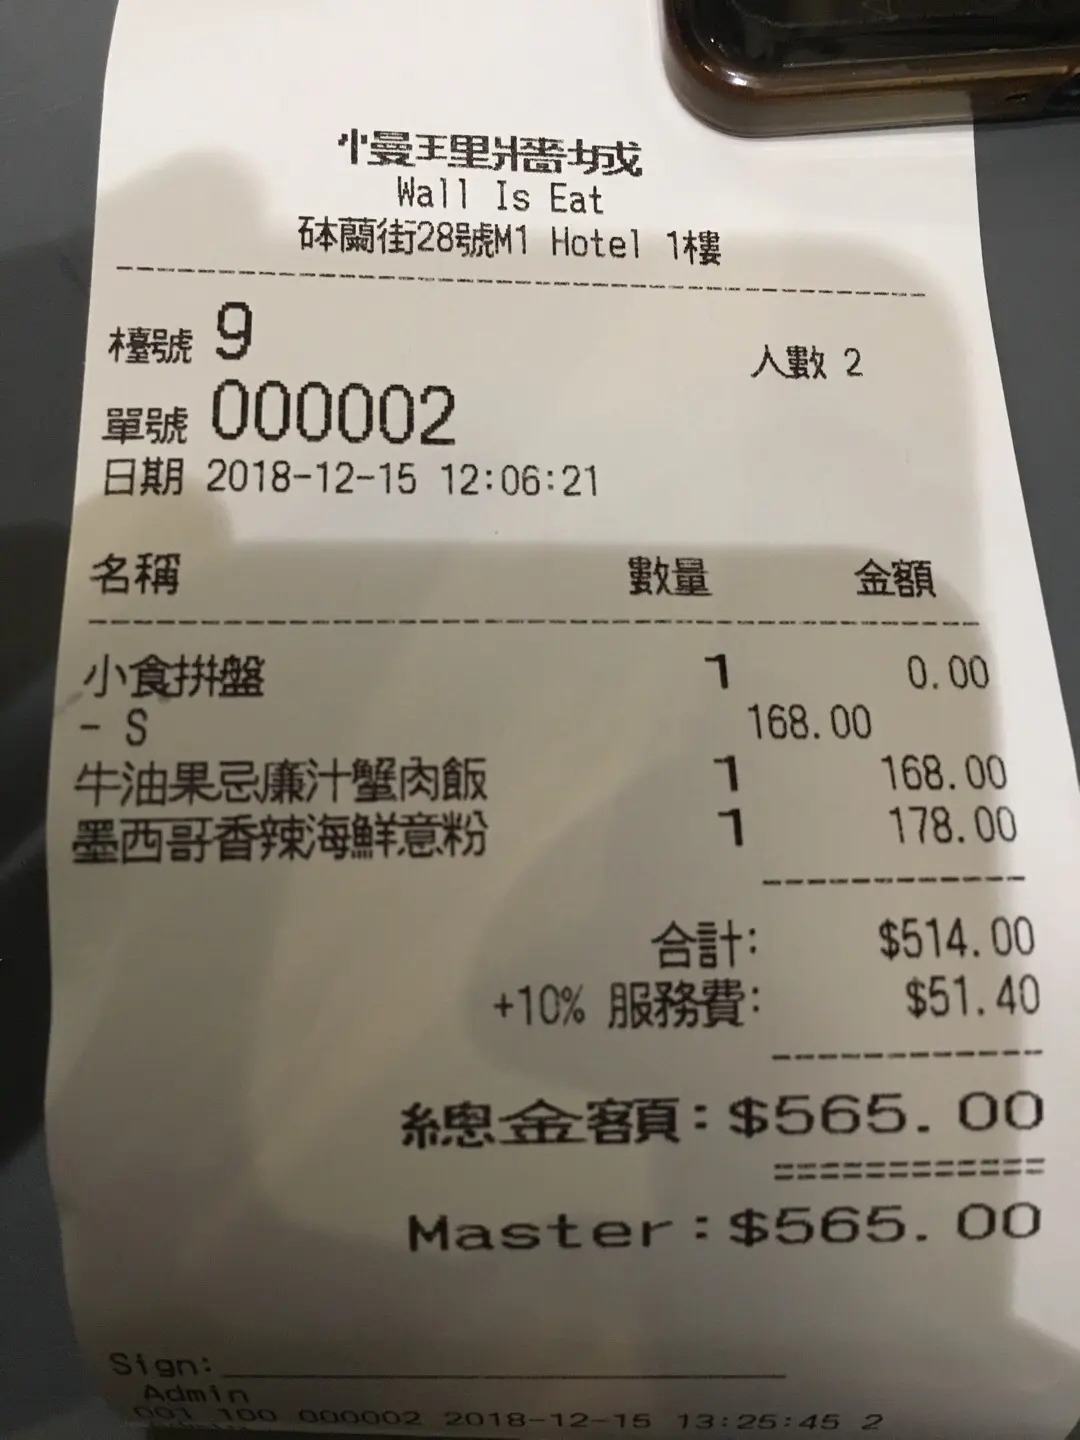 慢理牆城
Wall Is Eat
砵蘭街28號M1 Hotel 1樓
檯號 9 人數 2
單號 000002
日期 2018-12-15 12:06:21
名稱 數量 金額
小食拼盤 1 0.00
- S 168.00
牛油果忌廉汁蟹肉飯 1 168.00
墨西哥香辣海鮮意粉 1 178.00
合計: $514.00
+10% 服務費: $51.40
總金額:$565.00
Master:$565.00
Sign:
Admin
001 100 000002 2018-12-15 13:25:45 2